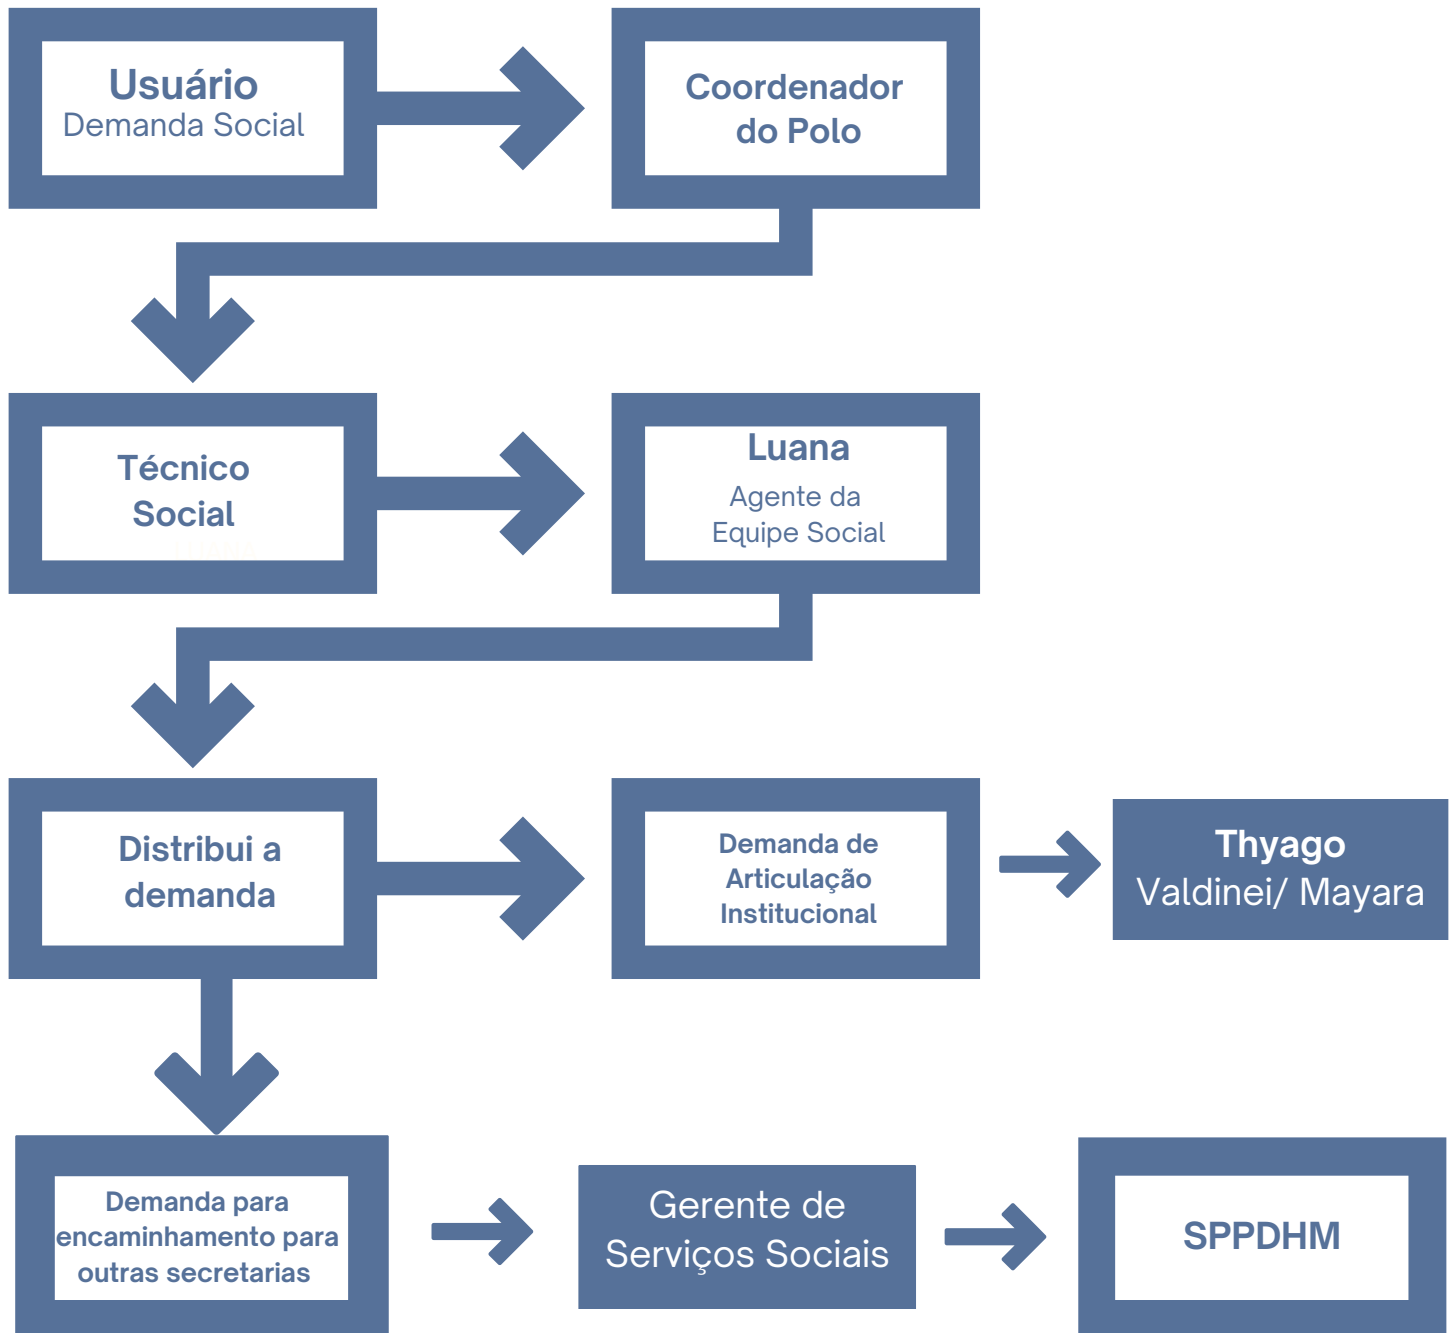 Usuário
Demanda Social
Coordenador
do Polo
Técnico
Social
Luana
Agente da
Equipe Social
Distribui a
demanda
Demanda de
Articulação
Institucional
Thyago
Valdinei/ Mayara
Demanda para
encaminhamento para
outras secretarias
Gerente de
Serviços Sociais
SPPDHM